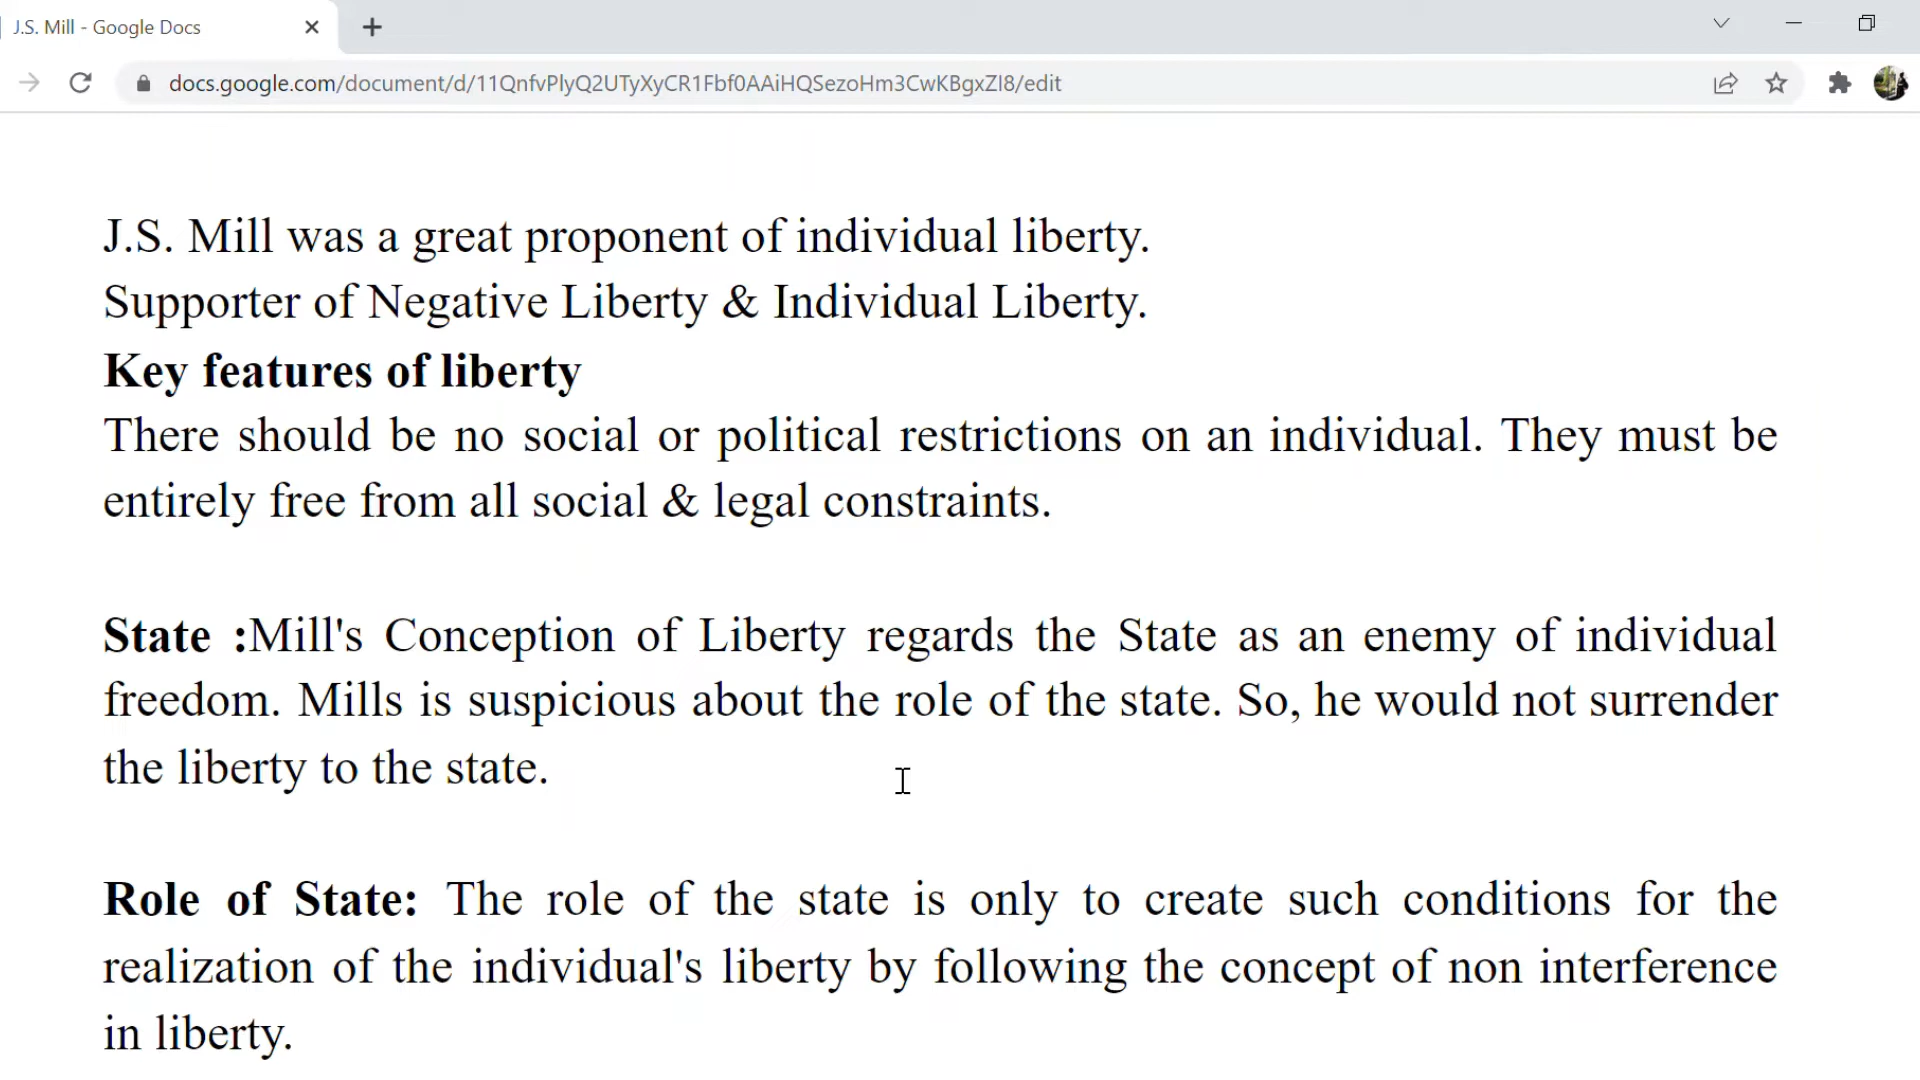 J.S. Mill - Google Docs
docs.google.com/document/d/11QnfvPlyQ2UTyXyCR1Fbf0AAiHQSezoHm3CwKBgxZI8/edit
J.S. Mill was a great proponent of individual liberty.
Supporter of Negative Liberty & Individual Liberty.
Key features of liberty
There should be no social or political restrictions on an individual. They must be
entirely free from all social & legal constraints.
State :Mill's Conception of Liberty regards the State as an enemy of individual
freedom. Mills is suspicious about the role of the state. So, he would not surrender
the liberty to the state.
Role of State: The role of the state is only to create such conditions for the
realization of the individual's liberty by following the concept of non interference
in liberty.